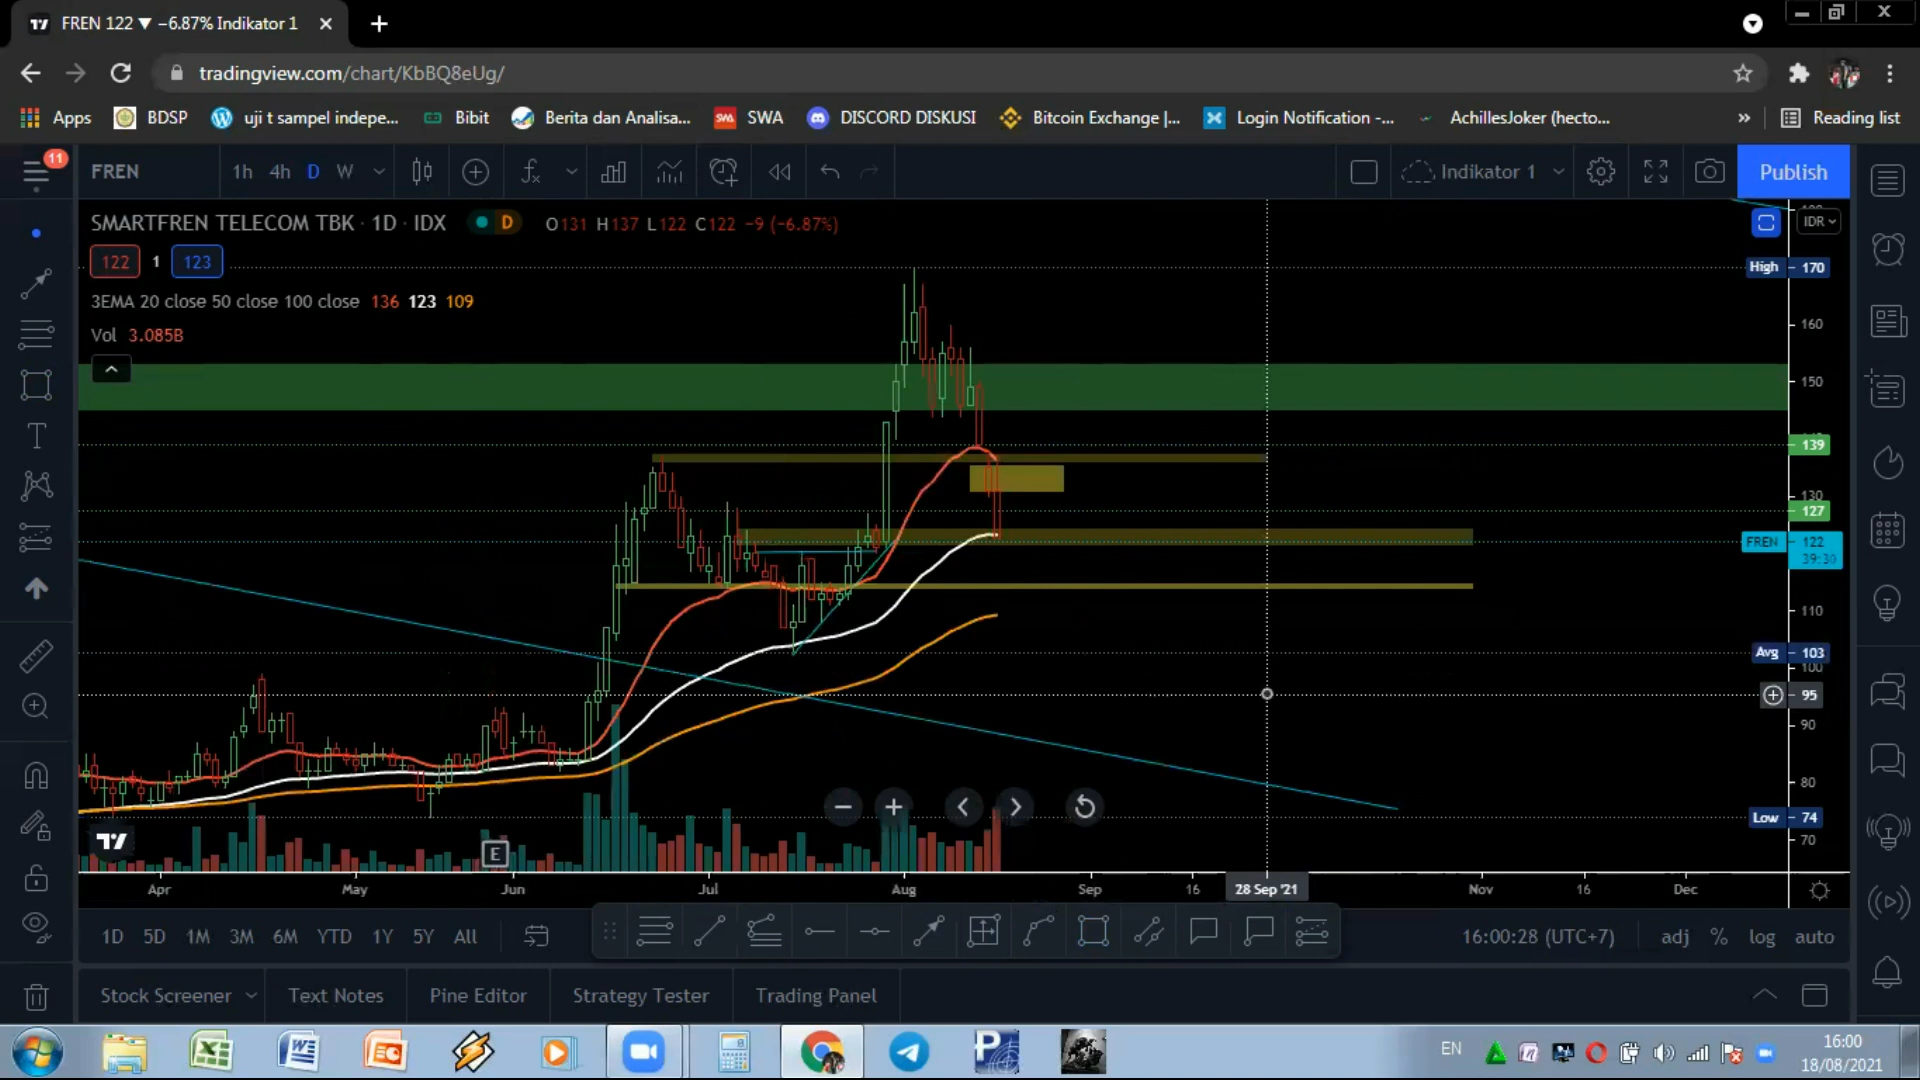 FREN 122 ▼ −6.87% Indikator 1
tradingview.com/chart/KbBQ8eUg/
Apps BDSP uji t sampel indepe... Bibit Berita dan Analisa... SWA DISCORD DISKUSI Bitcoin Exchange |... Login Notification -... AchillesJoker (hecto... » Reading list
11
FREN 1h 4h D W Indikator 1 Publish
SMARTFREN TELECOM TBK · 1D · IDX D O131 H137 L122 C122 −9 (−6.87%)
IDR
122 1 123
High 170
3EMA 20 close 50 close 100 close 136 123 109
160
Vol 3.085B
150
139
130
127
FREN 122
39:30
110
Avg 103
100
95
90
80
Low 74
70
E
Apr May Jun Jul Aug Sep 16 28 Sep '21 Nov 16 Dec
1D 5D 1M 3M 6M YTD 1Y 5Y All 16:00:28 (UTC+7) adj % log auto
Stock Screener Text Notes Pine Editor Strategy Tester Trading Panel
EN 16:00
18/08/2021